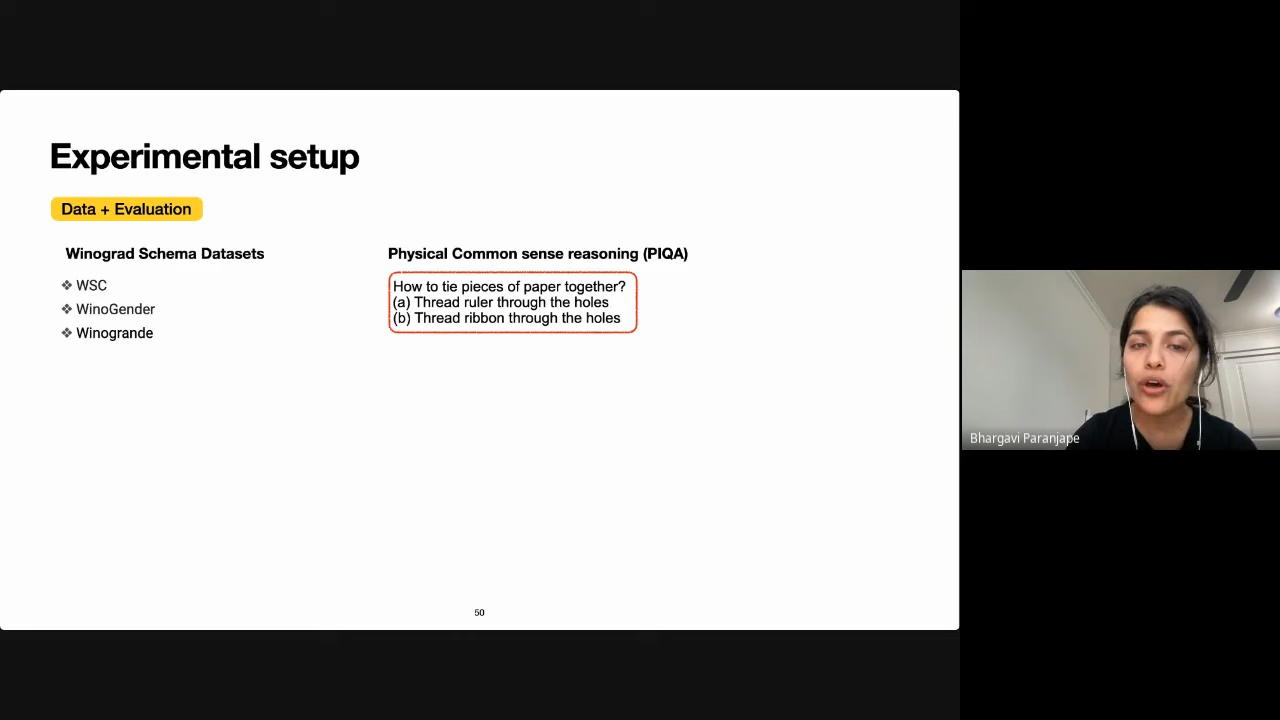 Experimental setup
Data + Evaluation
Winograd Schema Datasets
❖ WSC
❖ WinoGender
❖ Winogrande
Physical Common sense reasoning (PIQA)
How to tie pieces of paper together?
(a) Thread ruler through the holes
(b) Thread ribbon through the holes
50
Bhargavi Paranjape